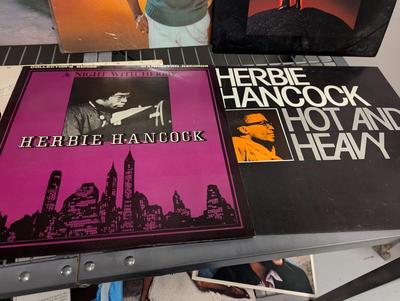 A NIGHT WITH HERBIE
HERBIE HANCOCK
HERBIE
HANCOCK
HOT AND
HEAVY